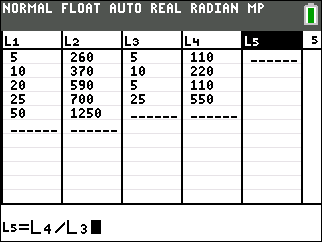 NORMAL FLOAT AUTO REAL RADIAN MP
L1 L2 L3 L4 L5 5
5 260 5 110 ------
10 370 10 220
20 590 5 110
25 700 25 550
50 1250 ------ ------
------ ------
L5=L4/L3